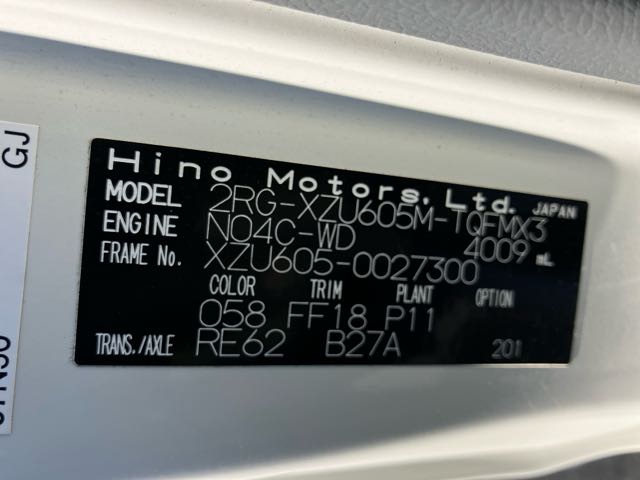 Hino Motors, Ltd. JAPAN
MODEL 2RG-XZU605M-TQFMX3
ENGINE N04C-WD 4009 mL
FRAME No. XZU605-0027300
COLOR TRIM PLANT OPTION
058 FF18 P11
TRANS./AXLE RE62 B27A 201
GJ